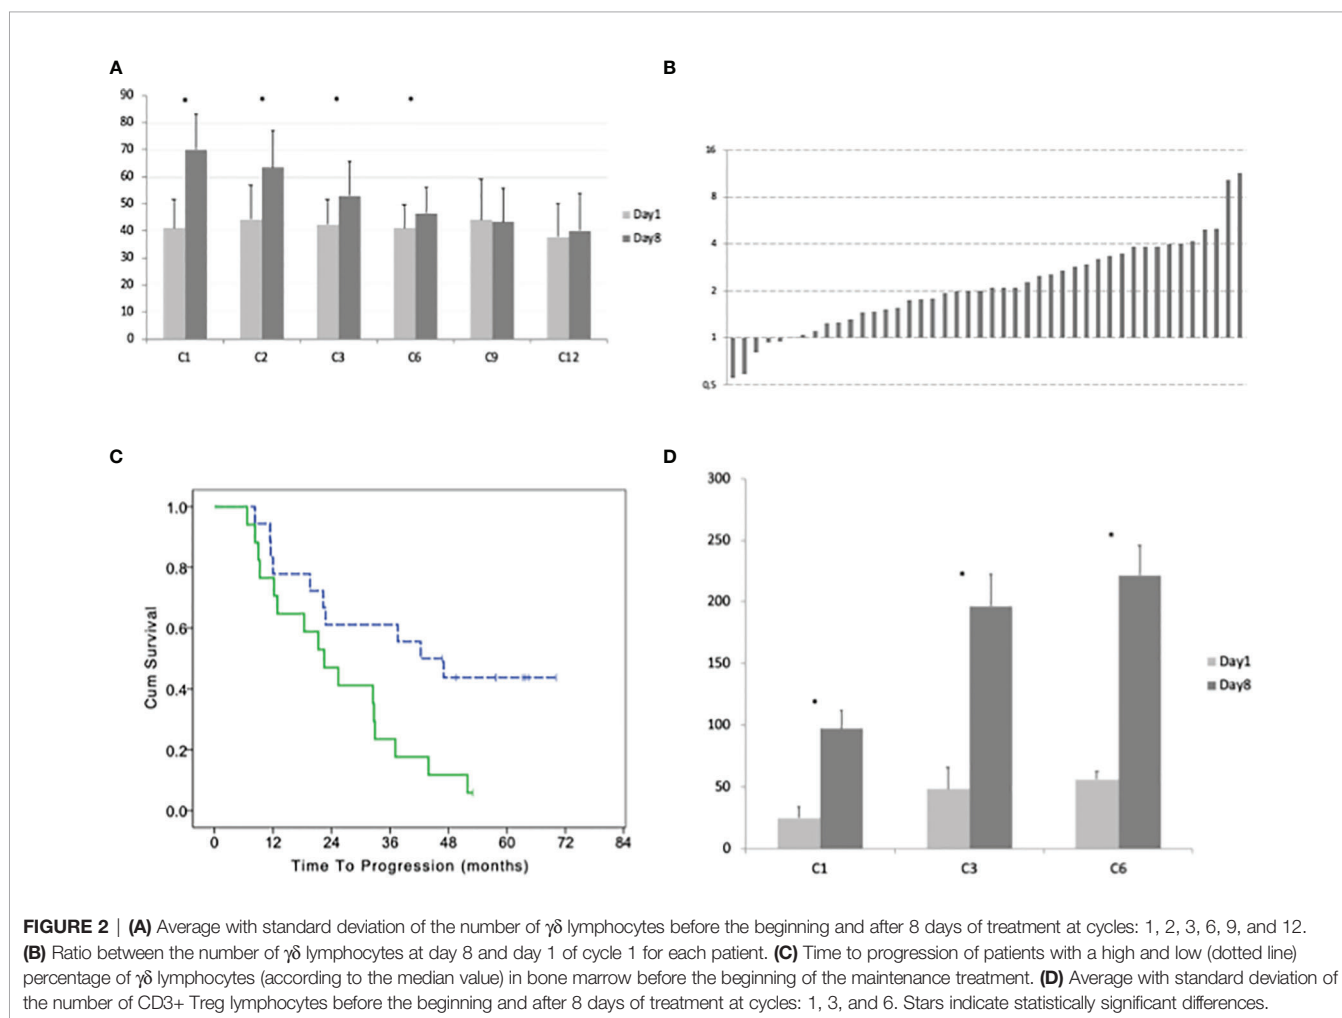 A
90
80
70
60
50
40
30
20
10
0
C1 C2 C3 C6 C9 C12
Day1
Day8
B
16
8
4
2
1
0,5
C
Cum Survival
1.0
0.8
0.6
0.4
0.2
0.0
0 12 24 36 48 60 72 84
Time To Progression (months)
D
300
250
200
150
100
50
0
C1 C3 C6
Day1
Day8
FIGURE 2 | (A) Average with standard deviation of the number of γδ lymphocytes before the beginning and after 8 days of treatment at cycles: 1, 2, 3, 6, 9, and 12.
(B) Ratio between the number of γδ lymphocytes at day 8 and day 1 of cycle 1 for each patient. (C) Time to progression of patients with a high and low (dotted line)
percentage of γδ lymphocytes (according to the median value) in bone marrow before the beginning of the maintenance treatment. (D) Average with standard deviation of
the number of CD3+ Treg lymphocytes before the beginning and after 8 days of treatment at cycles: 1, 3, and 6. Stars indicate statistically significant differences.